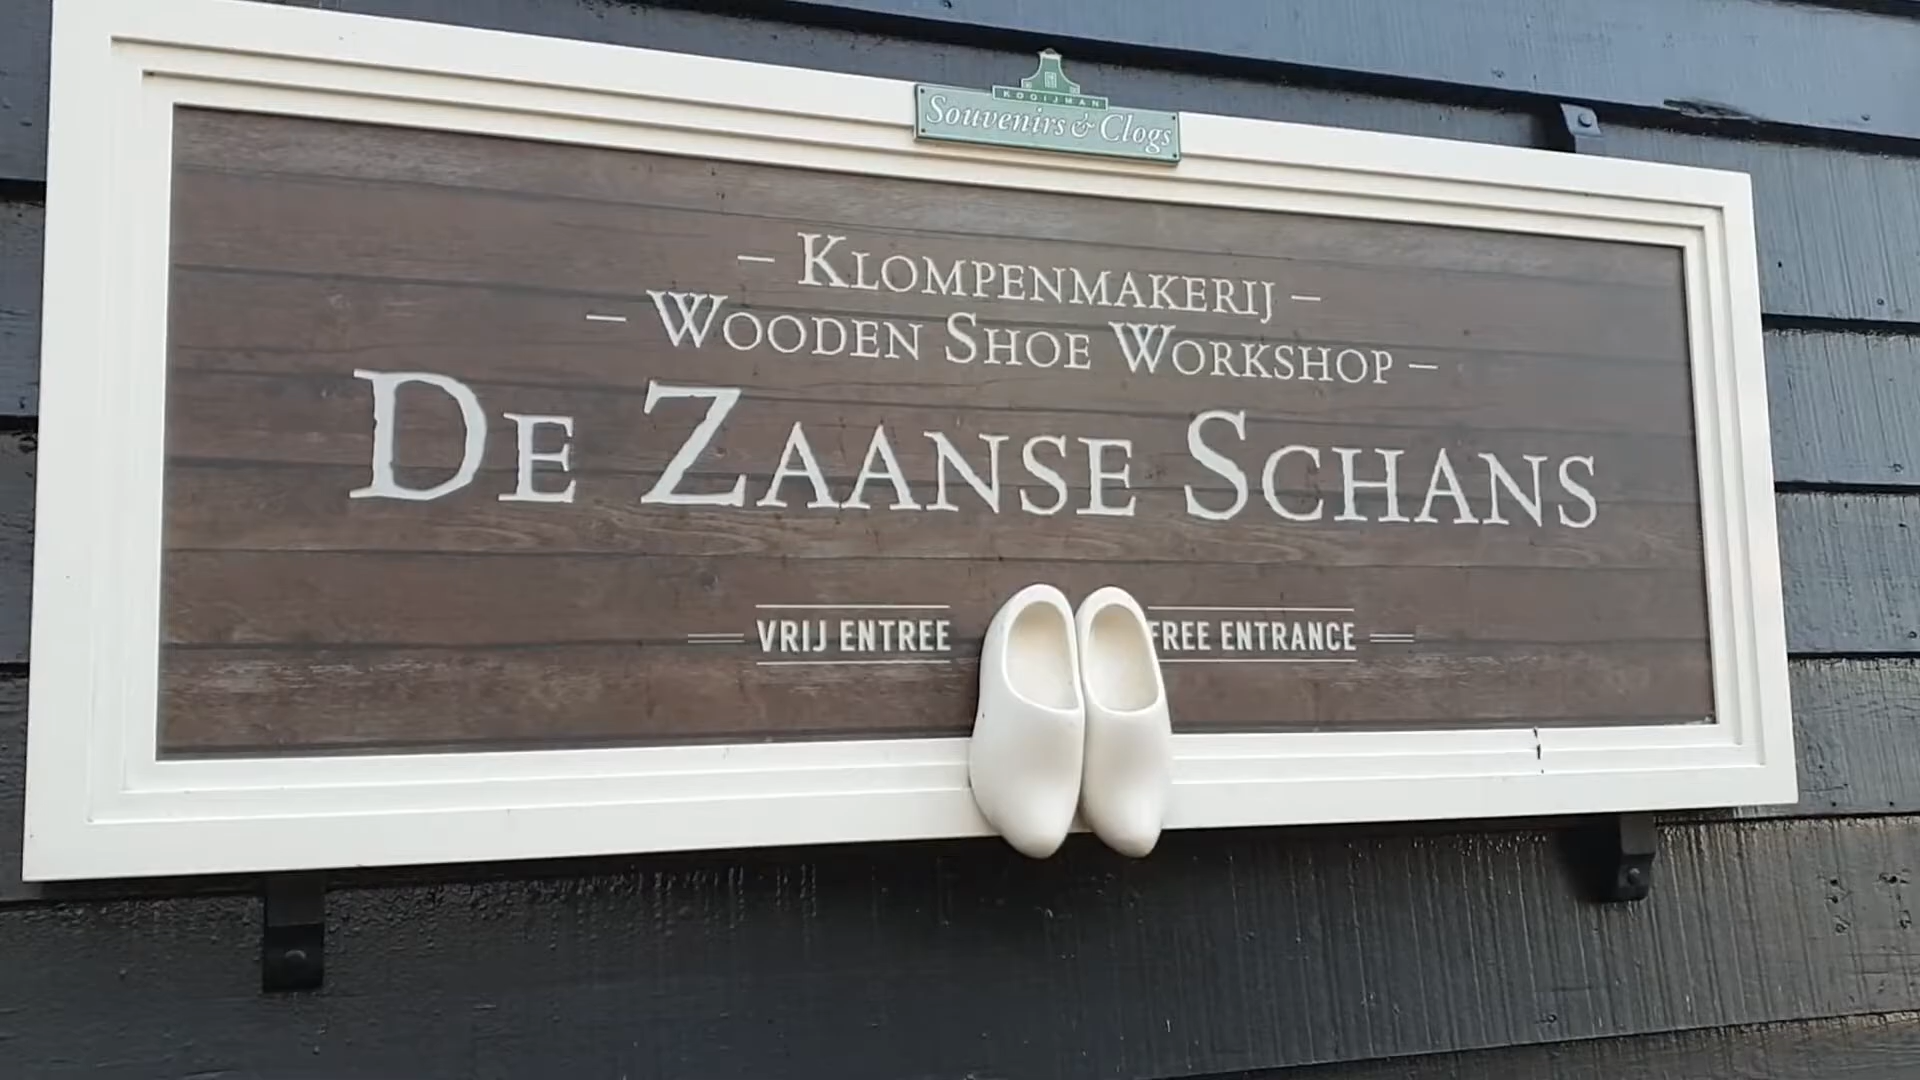 KOOIJMAN
Souvenirs & Clogs
– KLOMPENMAKERIJ –
– WOODEN SHOE WORKSHOP –
DE ZAANSE SCHANS
VRIJ ENTREE FREE ENTRANCE